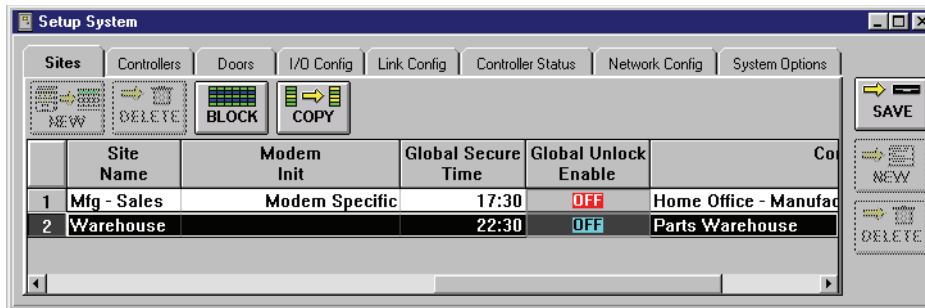 Setup System
Sites Controllers Doors I/O Config Link Config Controller Status Network Config System Options
NEW DELETE BLOCK COPY SAVE
Site Name Modem Init Global Secure Time Global Unlock Enable Co
1 Mfg - Sales Modem Specific 17:30 OFF Home Office - Manufac
2 Warehouse 22:30 OFF Parts Warehouse
NEW
DELETE